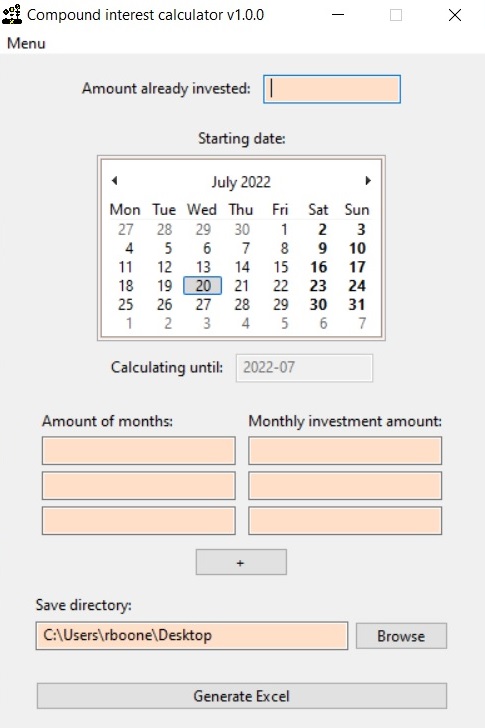 Compound interest calculator v1.0.0
Menu
Amount already invested:
Starting date:
July 2022
Mon Tue Wed Thu Fri Sat Sun
27 28 29 30 1 2 3
4 5 6 7 8 9 10
11 12 13 14 15 16 17
18 19 20 21 22 23 24
25 26 27 28 29 30 31
1 2 3 4 5 6 7
Calculating until: 2022-07
Amount of months: Monthly investment amount:
+
Save directory:
C:\Users\rboone\Desktop Browse
Generate Excel